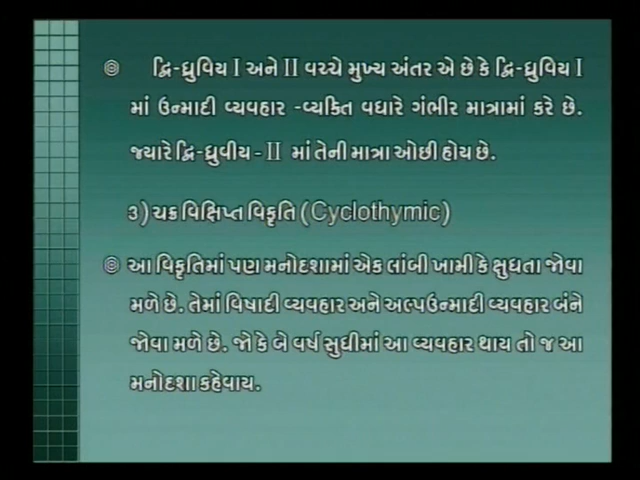 દ્વિ-ધ્રુવિય I અને II વચ્ચે મુખ્ય અંતર એ છે કે દ્વિ-ધ્રુવિય I
માં ઉન્માદી વ્યવહાર -વ્યક્તિ વધારે ગંભીર માત્રામાં કરે છે.
જ્યારે દ્વિ-ધ્રુવીય - II માં તેની માત્રા ઓછી હોય છે.
૩) ચક્ર વિક્ષિપ્ત વિકૃતિ (Cyclothymic)
આ વિકૃતિમાં પણ મનોદશામાં એક લાંબી ખામી કે ક્ષુધતા જોવા
મળે છે. તેમાં વિષાદી વ્યવહાર અને અલ્પઉન્માદી વ્યવહાર બંને
જોવા મળે છે. જો કે બે વર્ષ સુધીમાં આ વ્યવહાર થાય તો જ આ
મનોદશા કહેવાય.